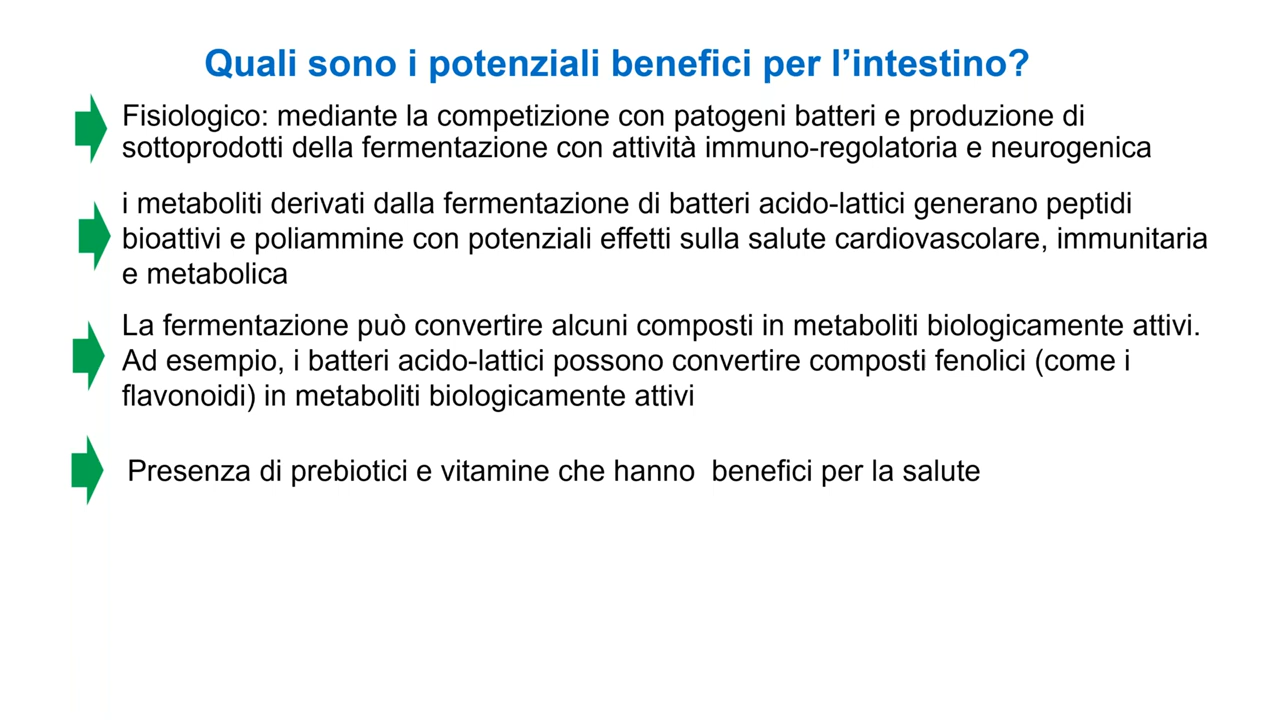 Quali sono i potenziali benefici per l’intestino?
Fisiologico: mediante la competizione con patogeni batteri e produzione di
sottoprodotti della fermentazione con attività immuno-regolatoria e neurogenica
i metaboliti derivati dalla fermentazione di batteri acido-lattici generano peptidi
bioattivi e poliammine con potenziali effetti sulla salute cardiovascolare, immunitaria
e metabolica
La fermentazione può convertire alcuni composti in metaboliti biologicamente attivi.
Ad esempio, i batteri acido-lattici possono convertire composti fenolici (come i
flavonoidi) in metaboliti biologicamente attivi
Presenza di prebiotici e vitamine che hanno  benefici per la salute